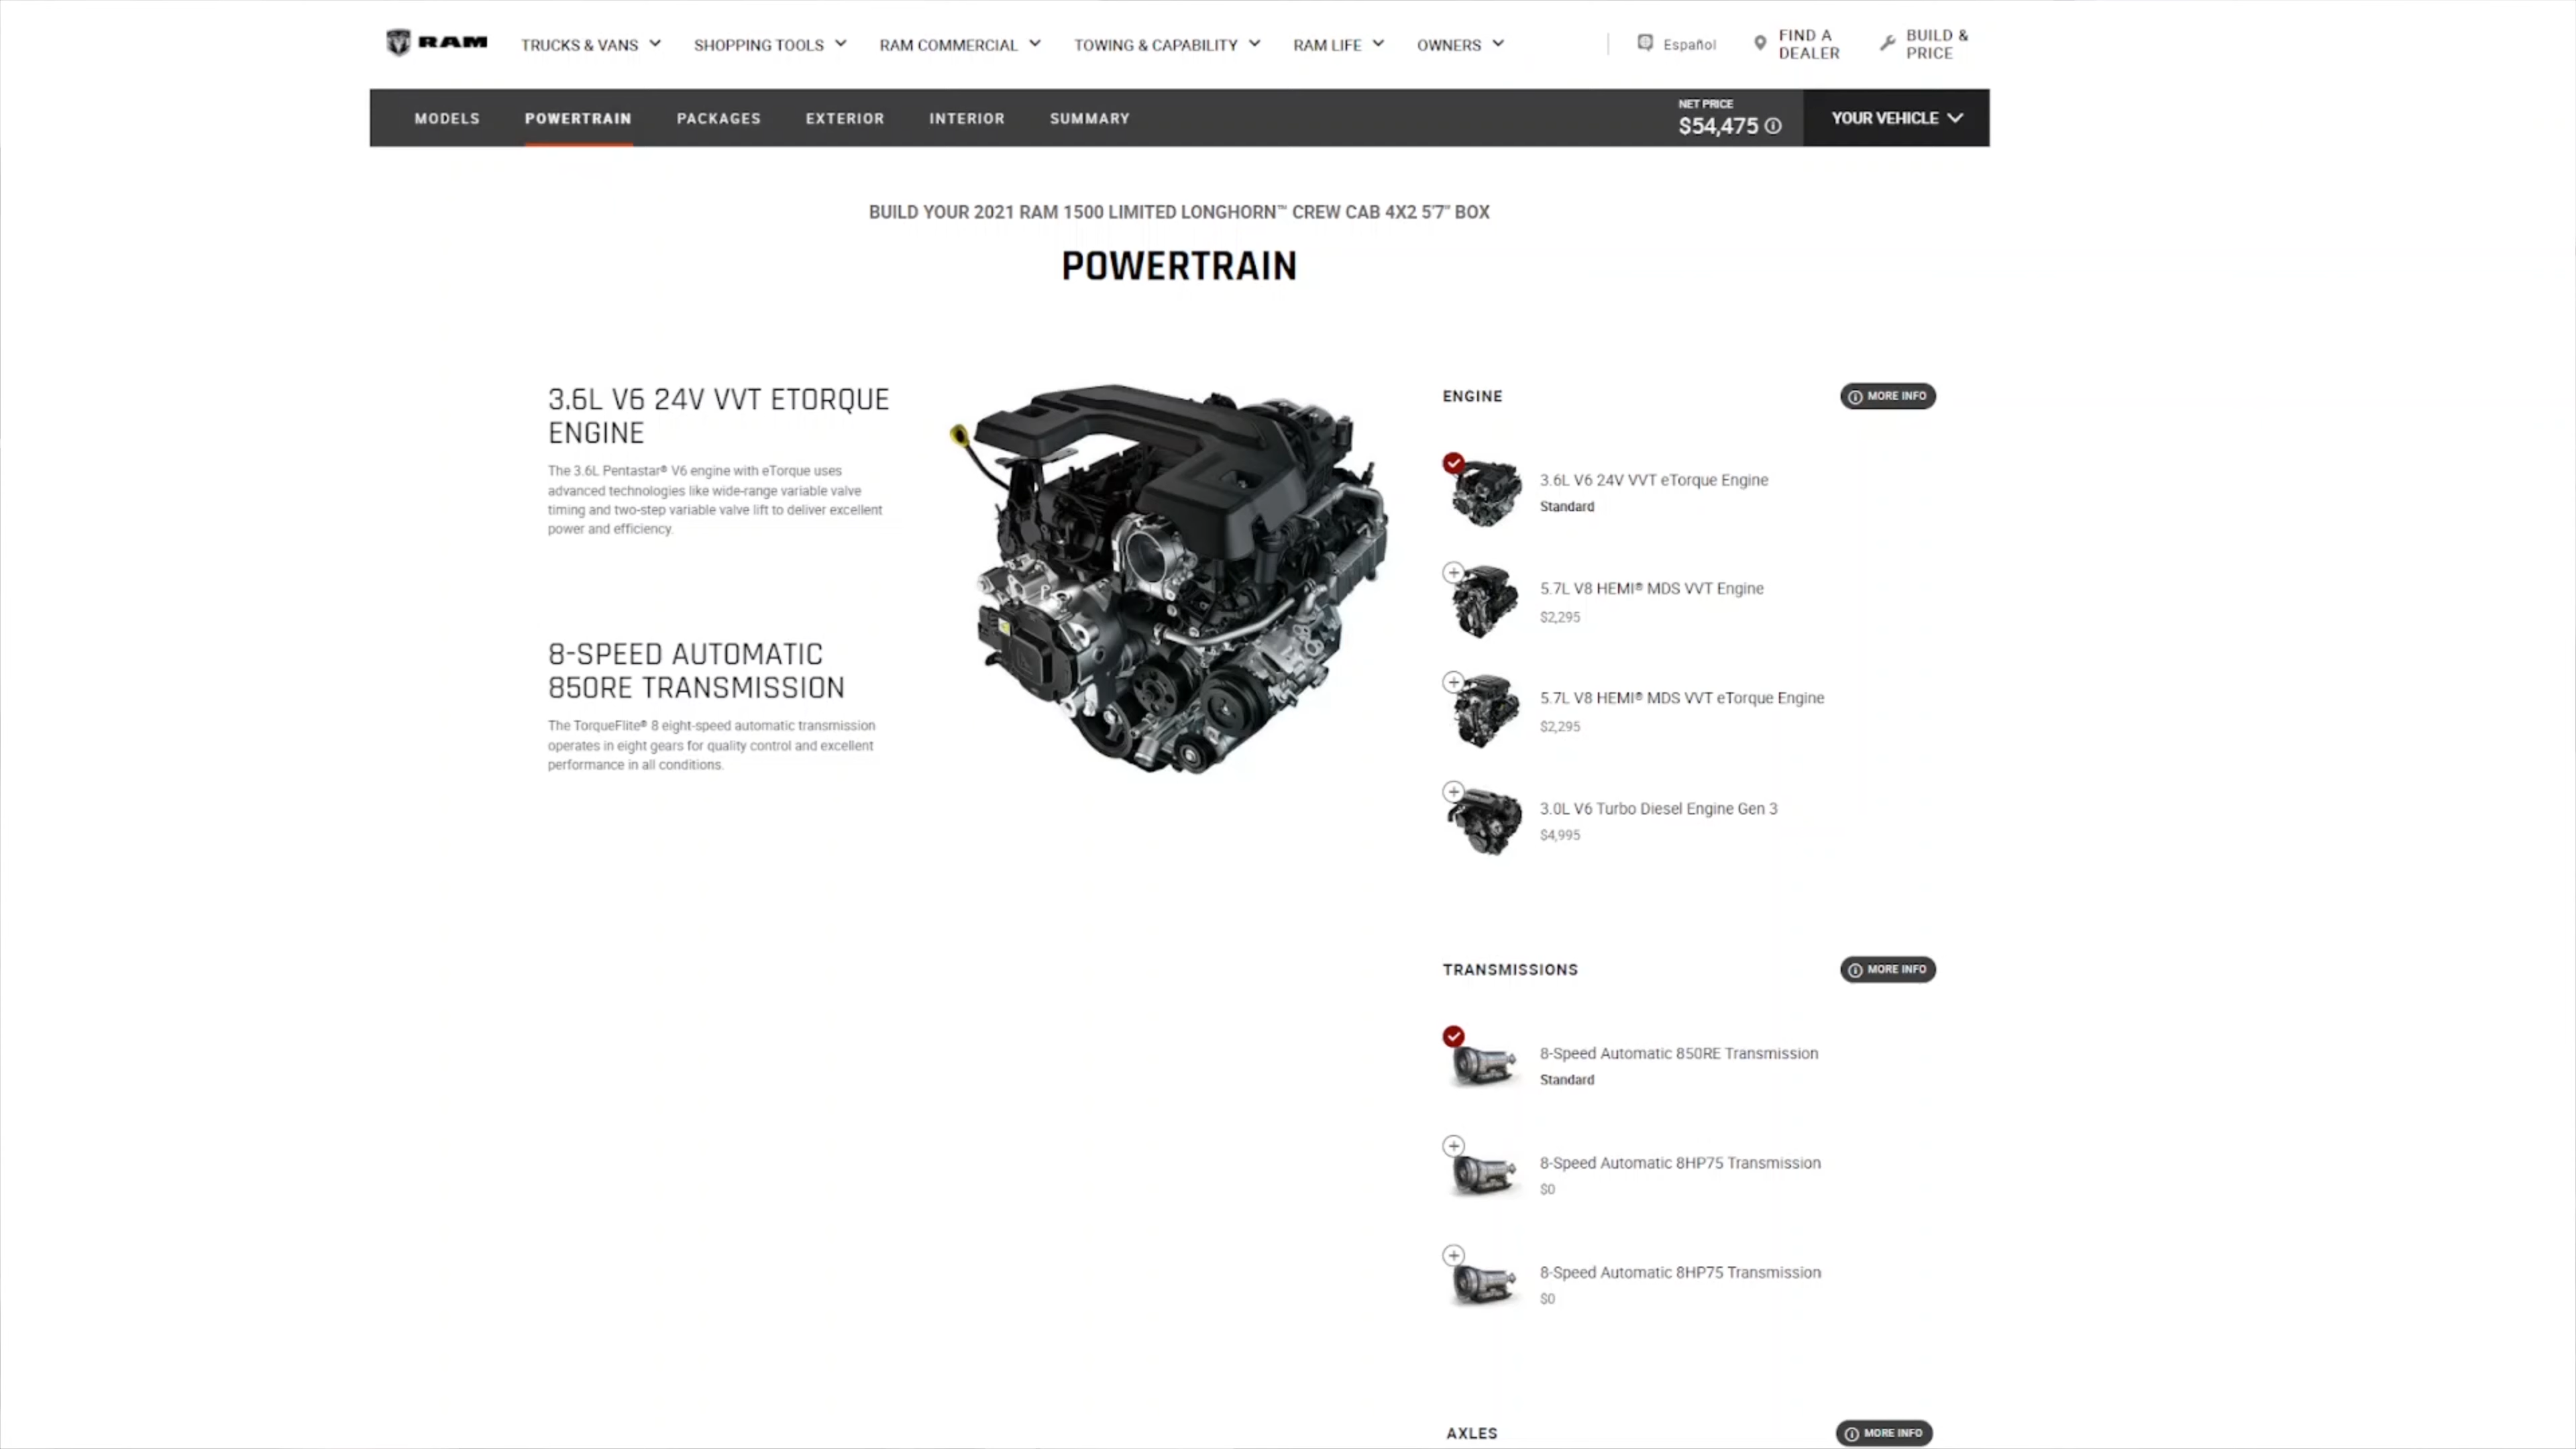 RAM
TRUCKS & VANS
SHOPPING TOOLS
RAM COMMERCIAL
TOWING & CAPABILITY
RAM LIFE
OWNERS
Español
FIND A
DEALER
BUILD &
PRICE
MODELS
POWERTRAIN
PACKAGES
EXTERIOR
INTERIOR
SUMMARY
NET PRICE
$54,475
YOUR VEHICLE
BUILD YOUR 2021 RAM 1500 LIMITED LONGHORN™ CREW CAB 4X2 5'7" BOX
POWERTRAIN
3.6L V6 24V VVT ETORQUE
ENGINE
The 3.6L Pentastar® V6 engine with eTorque uses
advanced technologies like wide-range variable valve
timing and two-step variable valve lift to deliver excellent
power and efficiency.
8-SPEED AUTOMATIC
850RE TRANSMISSION
The TorqueFlite® 8 eight-speed automatic transmission
operates in eight gears for quality control and excellent
performance in all conditions.
ENGINE
MORE INFO
3.6L V6 24V VVT eTorque Engine
Standard
5.7L V8 HEMI® MDS VVT Engine
$2,295
5.7L V8 HEMI® MDS VVT eTorque Engine
$2,295
3.0L V6 Turbo Diesel Engine Gen 3
$4,995
TRANSMISSIONS
MORE INFO
8-Speed Automatic 850RE Transmission
Standard
8-Speed Automatic 8HP75 Transmission
$0
8-Speed Automatic 8HP75 Transmission
$0
AXLES
MORE INFO